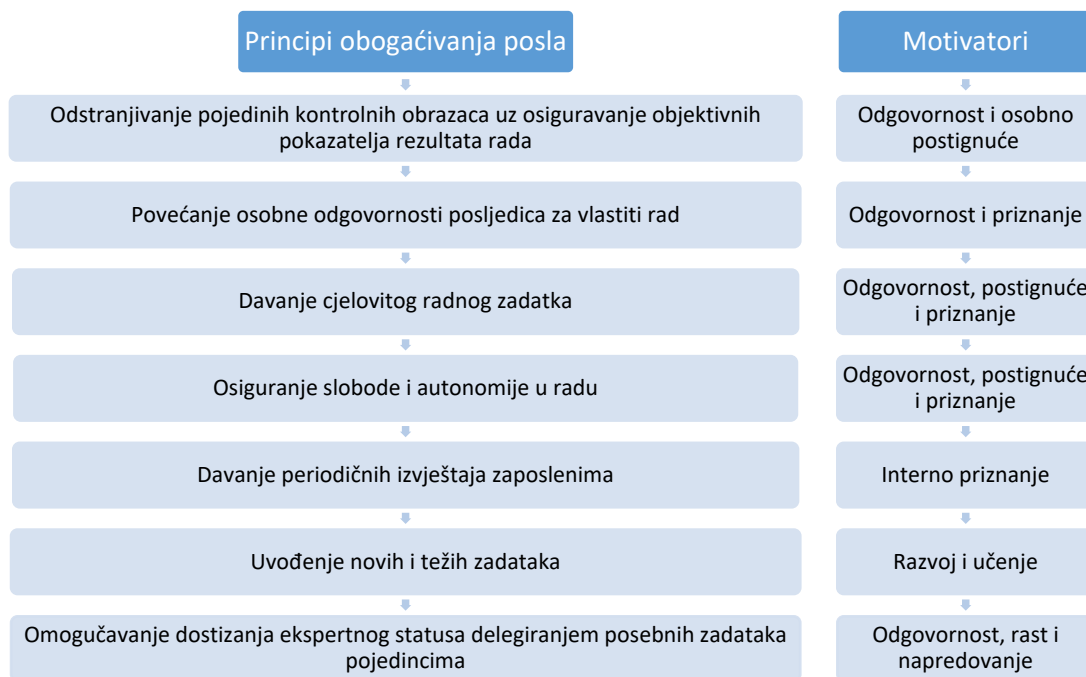 Principi obogaćivanja posla
Motivatori
Odstranjivanje pojedinih kontrolnih obrazaca uz osiguravanje objektivnih
pokazatelja rezultata rada
Odgovornost i osobno
postignuće
Povećanje osobne odgovornosti posljedica za vlastiti rad
Odgovornost i priznanje
Davanje cjelovitog radnog zadatka
Odgovornost, postignuće
i priznanje
Osiguranje slobode i autonomije u radu
Odgovornost, postignuće
i priznanje
Davanje periodičnih izvještaja zaposlenima
Interno priznanje
Uvođenje novih i težih zadataka
Razvoj i učenje
Omogučavanje dostizanja ekspertnog statusa delegiranjem posebnih zadataka
pojedincima
Odgovornost, rast i
napredovanje